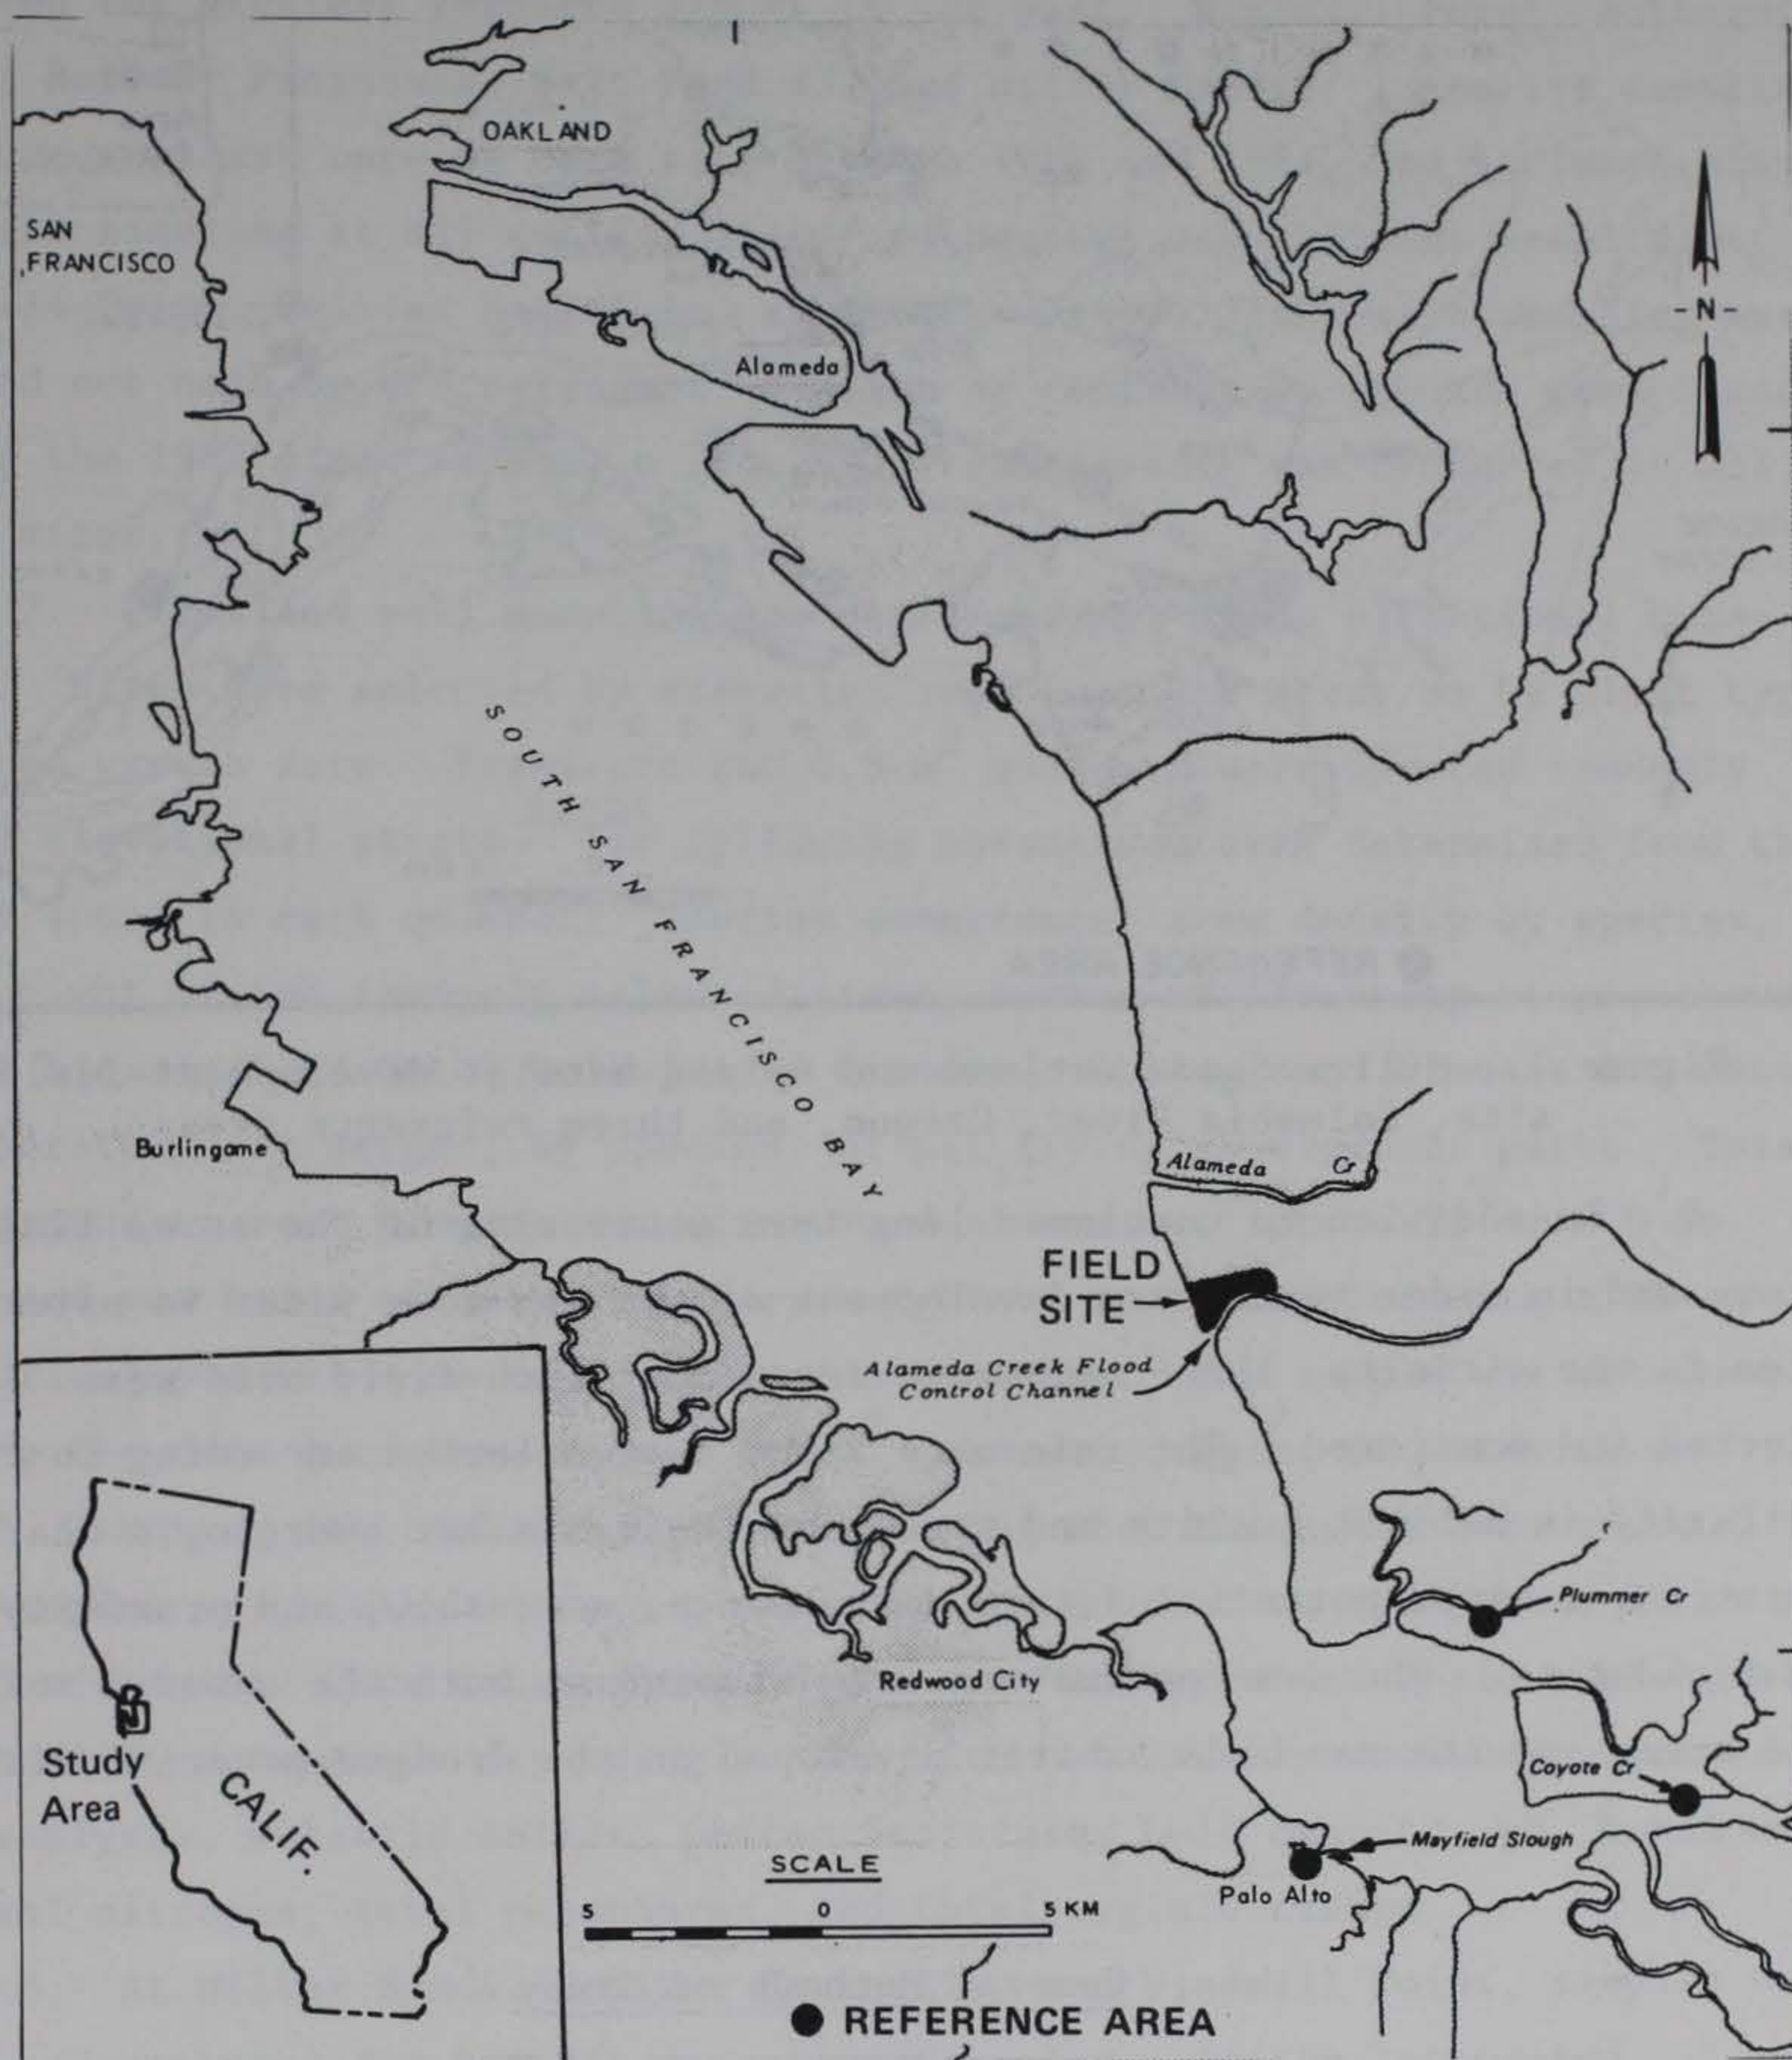 OAKLAND
SAN
FRANCISCO
- N -
Alameda
SOUTH SAN FRANCISCO BAY
Burlingame
Alameda Cr
FIELD
SITE
Alameda Creek Flood
Control Channel
Plummer Cr
Redwood City
Coyote Cr
Mayfield Slough
Palo Alto
Study
Area
CALIF.
SCALE
5 0 5 KM
REFERENCE AREA